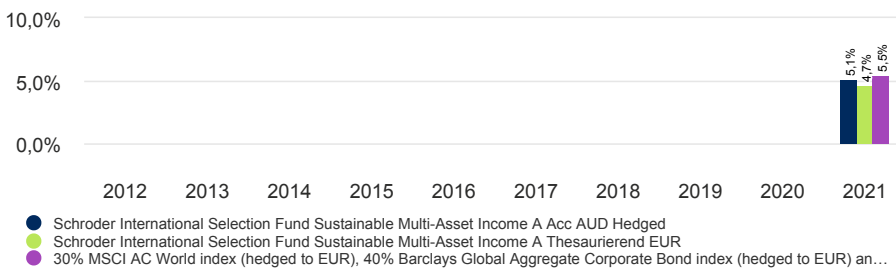 10,0%
5,1%
4,7%
5,5%
5,0%
0,0%
2012 2013 2014 2015 2016 2017 2018 2019 2020 2021
Schroder International Selection Fund Sustainable Multi-Asset Income A Acc AUD Hedged
Schroder International Selection Fund Sustainable Multi-Asset Income A Thesaurierend EUR
30% MSCI AC World index (hedged to EUR), 40% Barclays Global Aggregate Corporate Bond index (hedged to EUR) an…